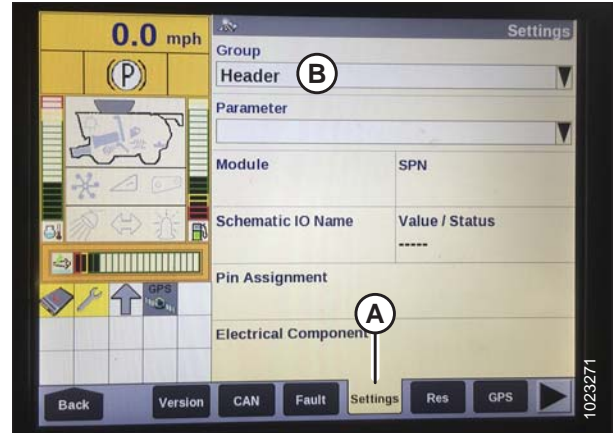 0.0 mph
Settings
(P)
Group
Header
B
Parameter
Module
SPN
Schematic IO Name
Value / Status
-----
Pin Assignment
GPS
A
Electrical Component
Back
Version
CAN
Fault
Settings
Res
GPS
1023271